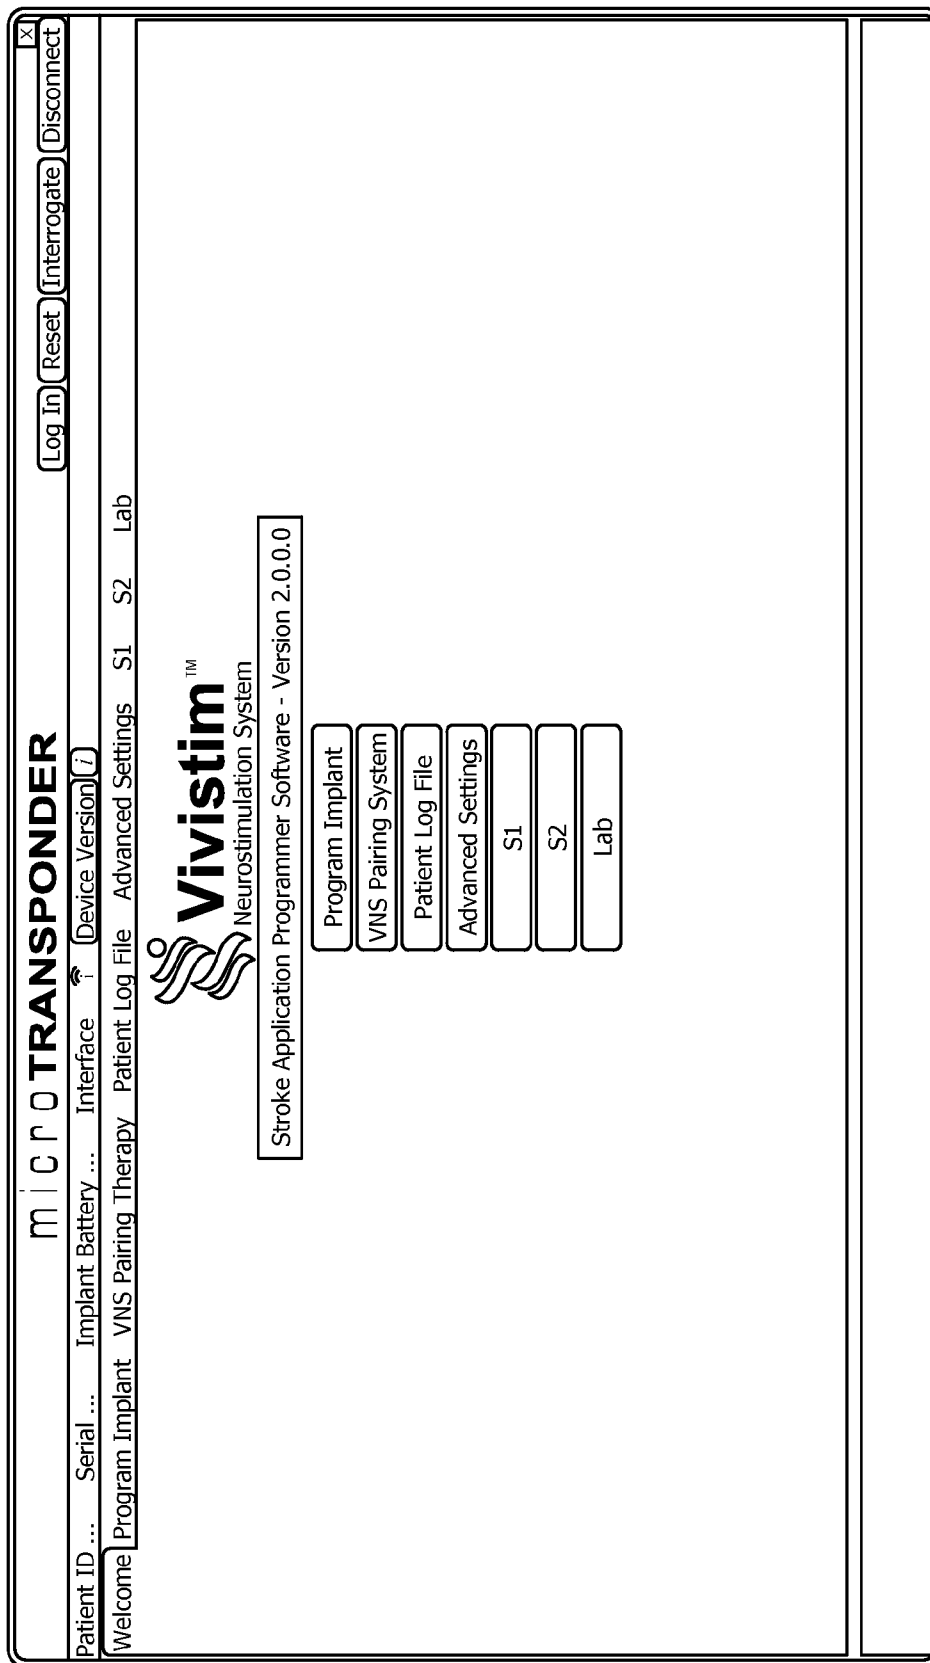 X
microTRANSPONDER
Log In Reset Interrogate Disconnect
Patient ID ... Serial ... Implant Battery ... Interface Device Version i
Welcome Program Implant VNS Pairing Therapy Patient Log File Advanced Settings S1 S2 Lab
Vivistim™
Neurostimulation System
Stroke Application Programmer Software - Version 2.0.0.0
Program Implant
VNS Pairing System
Patient Log File
Advanced Settings
S1
S2
Lab